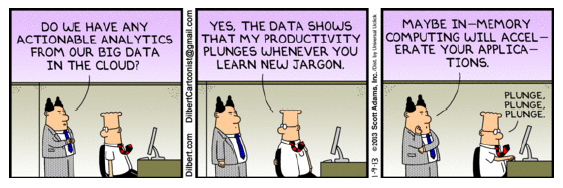 DO WE HAVE ANY
ACTIONABLE ANALYTICS
FROM OUR BIG DATA
IN THE CLOUD?
Dilbert.com DilbertCartoonist@gmail.com
YES, THE DATA SHOWS
THAT MY PRODUCTIVITY
PLUNGES WHENEVER YOU
LEARN NEW JARGON.
1-9-13 ©2013 Scott Adams, Inc. /Dist. by Universal Uclick
MAYBE IN-MEMORY
COMPUTING WILL ACCEL-
ERATE YOUR APPLICA-
TIONS.
PLUNGE,
PLUNGE,
PLUNGE.